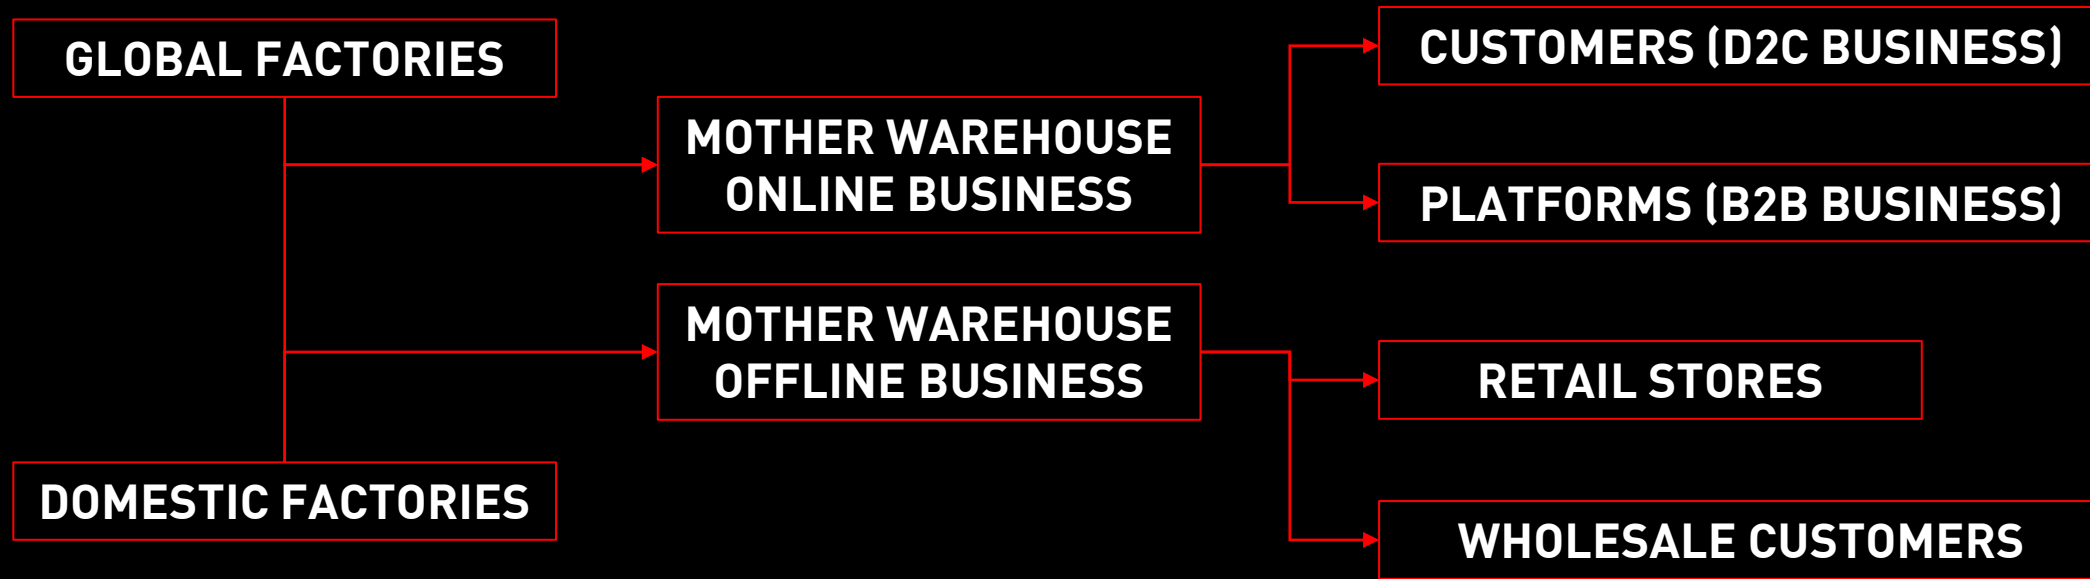 GLOBAL FACTORIES
MOTHER WAREHOUSE
ONLINE BUSINESS
CUSTOMERS (D2C BUSINESS)
PLATFORMS (B2B BUSINESS)
MOTHER WAREHOUSE
OFFLINE BUSINESS
RETAIL STORES
DOMESTIC FACTORIES
WHOLESALE CUSTOMERS